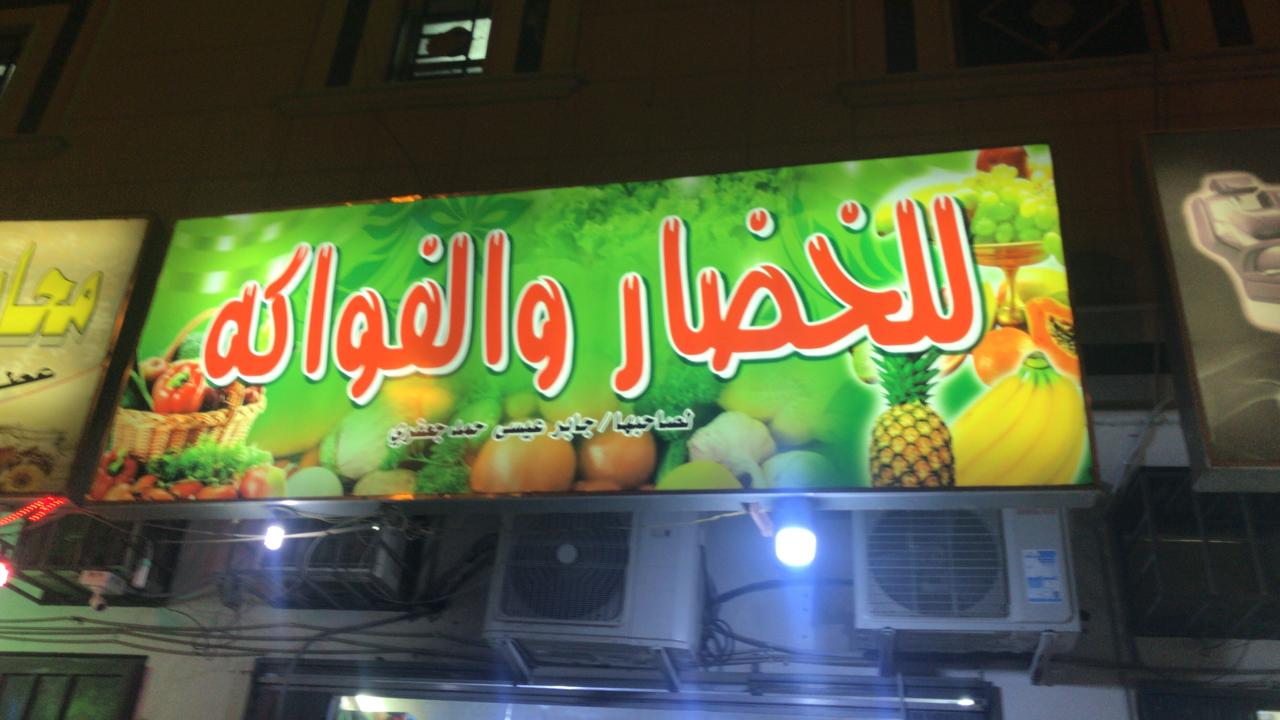 للخضار والفواكه
لصاحبها/جابر عيسى حمد جعفري